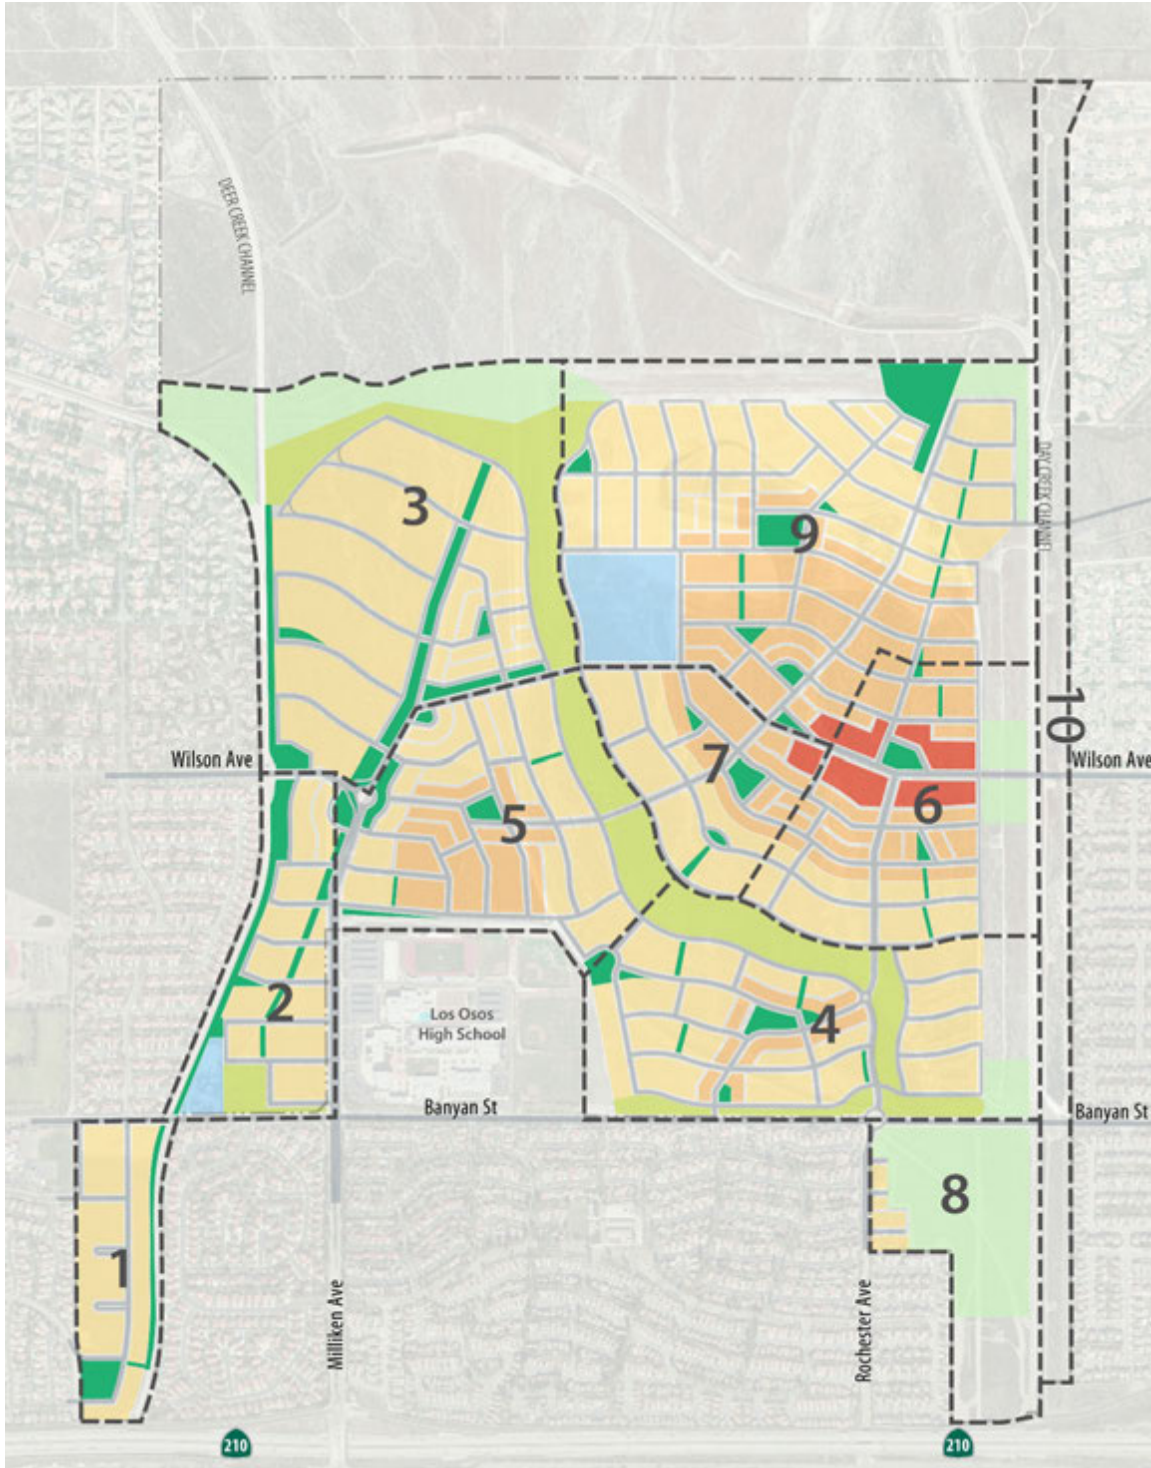 DEER CREEK CHANNEL
DAY CREEK CHANNEL
3
9
10
Wilson Ave
Wilson Ave
7
6
5
2
Los Osos
High School
4
Banyan St
Banyan St
8
1
Milliken Ave
Rochester Ave
210
210